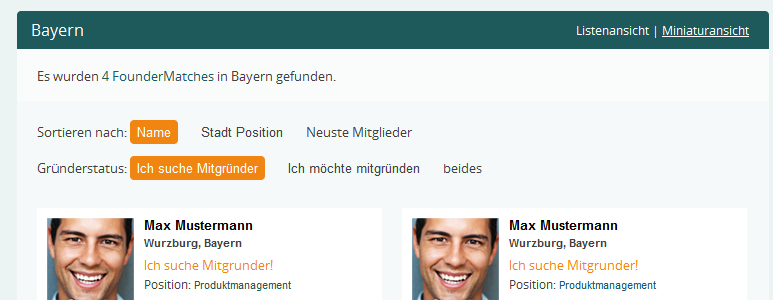 Bayern
Listenansicht | Miniaturansicht
Es wurden 4 FounderMatches in Bayern gefunden.
Sortieren nach: Name Stadt Position Neuste Mitglieder
Gründerstatus: Ich suche Mitgründer Ich möchte mitgründen beides
Max Mustermann
Wurzburg, Bayern
Ich suche Mitgrunder!
Position: Produktmanagement
Max Mustermann
Wurzburg, Bayern
Ich suche Mitgrunder!
Position: Produktmanagement